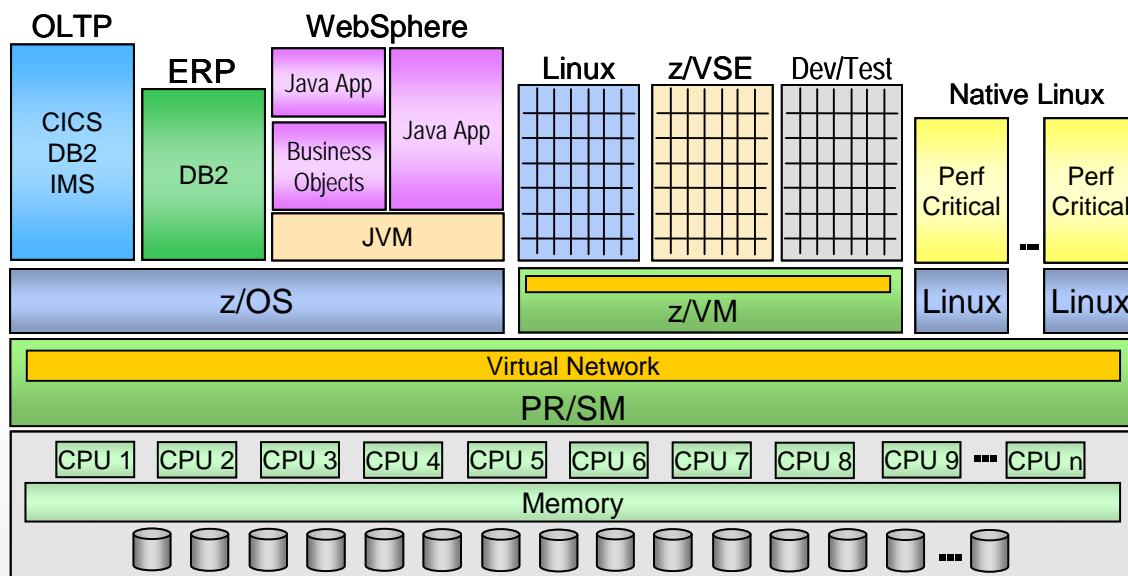 OLTP
WebSphere
ERP
Linux
z/VSE
Dev/Test
Native Linux
CICS
DB2
IMS
DB2
Java App
Business
Objects
Java App
JVM
Perf
Critical
Perf
Critical
z/OS
z/VM
Linux
Linux
Virtual Network
PR/SM
CPU 1
CPU 2
CPU 3
CPU 4
CPU 5
CPU 6
CPU 7
CPU 8
CPU 9
CPU n
Memory